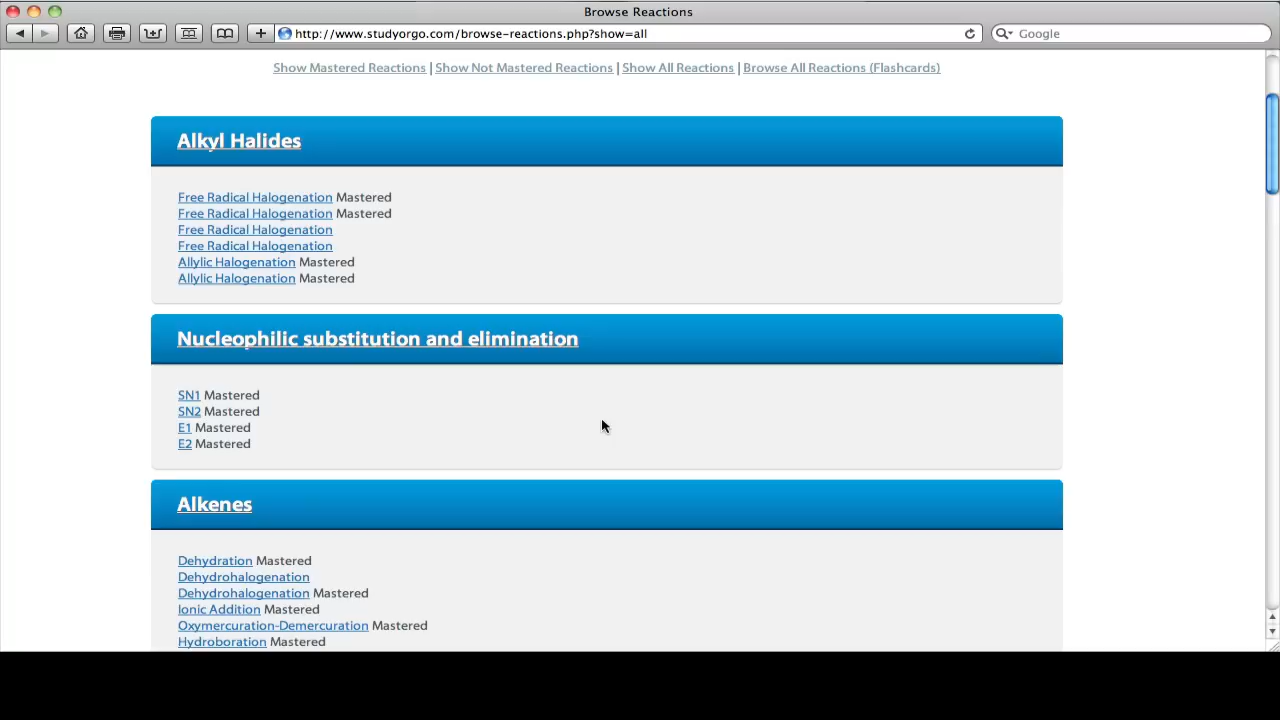 Browse Reactions
http://www.studyorgo.com/browse-reactions.php?show=all
Google
Show Mastered Reactions | Show Not Mastered Reactions | Show All Reactions | Browse All Reactions (Flashcards)
Alkyl Halides
Free Radical Halogenation Mastered
Free Radical Halogenation Mastered
Free Radical Halogenation
Free Radical Halogenation
Allylic Halogenation Mastered
Allylic Halogenation Mastered
Nucleophilic substitution and elimination
SN1 Mastered
SN2 Mastered
E1 Mastered
E2 Mastered
Alkenes
Dehydration Mastered
Dehydrohalogenation
Dehydrohalogenation Mastered
Ionic Addition Mastered
Oxymercuration-Demercuration Mastered
Hydroboration Mastered